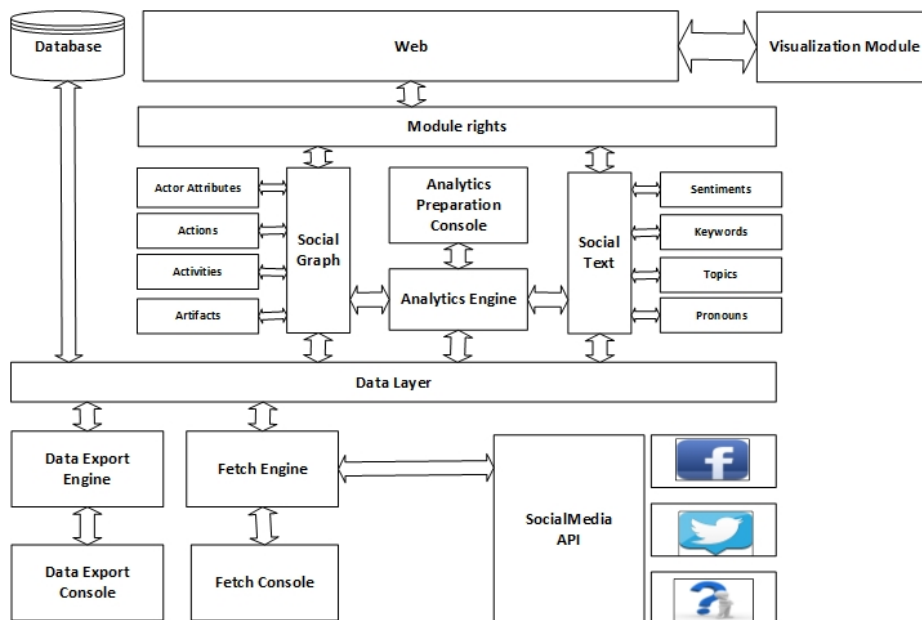 Database
Web
Visualization Module
Module rights
Actor Attributes
Actions
Activities
Artifacts
Social
Graph
Analytics
Preparation
Console
Analytics Engine
Social
Text
Sentiments
Keywords
Topics
Pronouns
Data Layer
Data Export
Engine
Fetch Engine
SocialMedia
API
f
Data Export
Console
Fetch Console
?